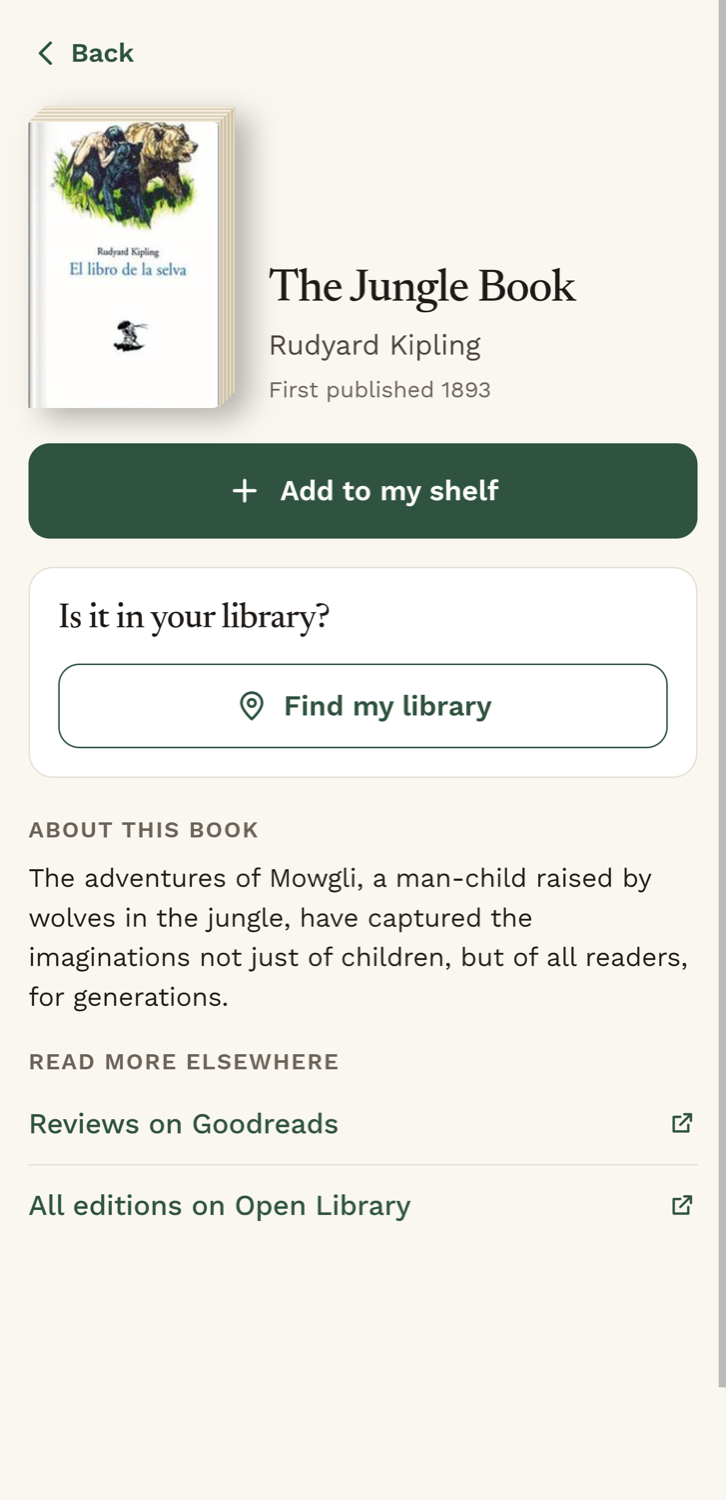 Back
Rudyard Kipling
El libro de la selva
The Jungle Book
Rudyard Kipling
First published 1893
Add to my shelf
Is it in your library?
Find my library
ABOUT THIS BOOK
The adventures of Mowgli, a man-child raised by
wolves in the jungle, have captured the
imaginations not just of children, but of all readers,
for generations.
READ MORE ELSEWHERE
Reviews on Goodreads
All editions on Open Library